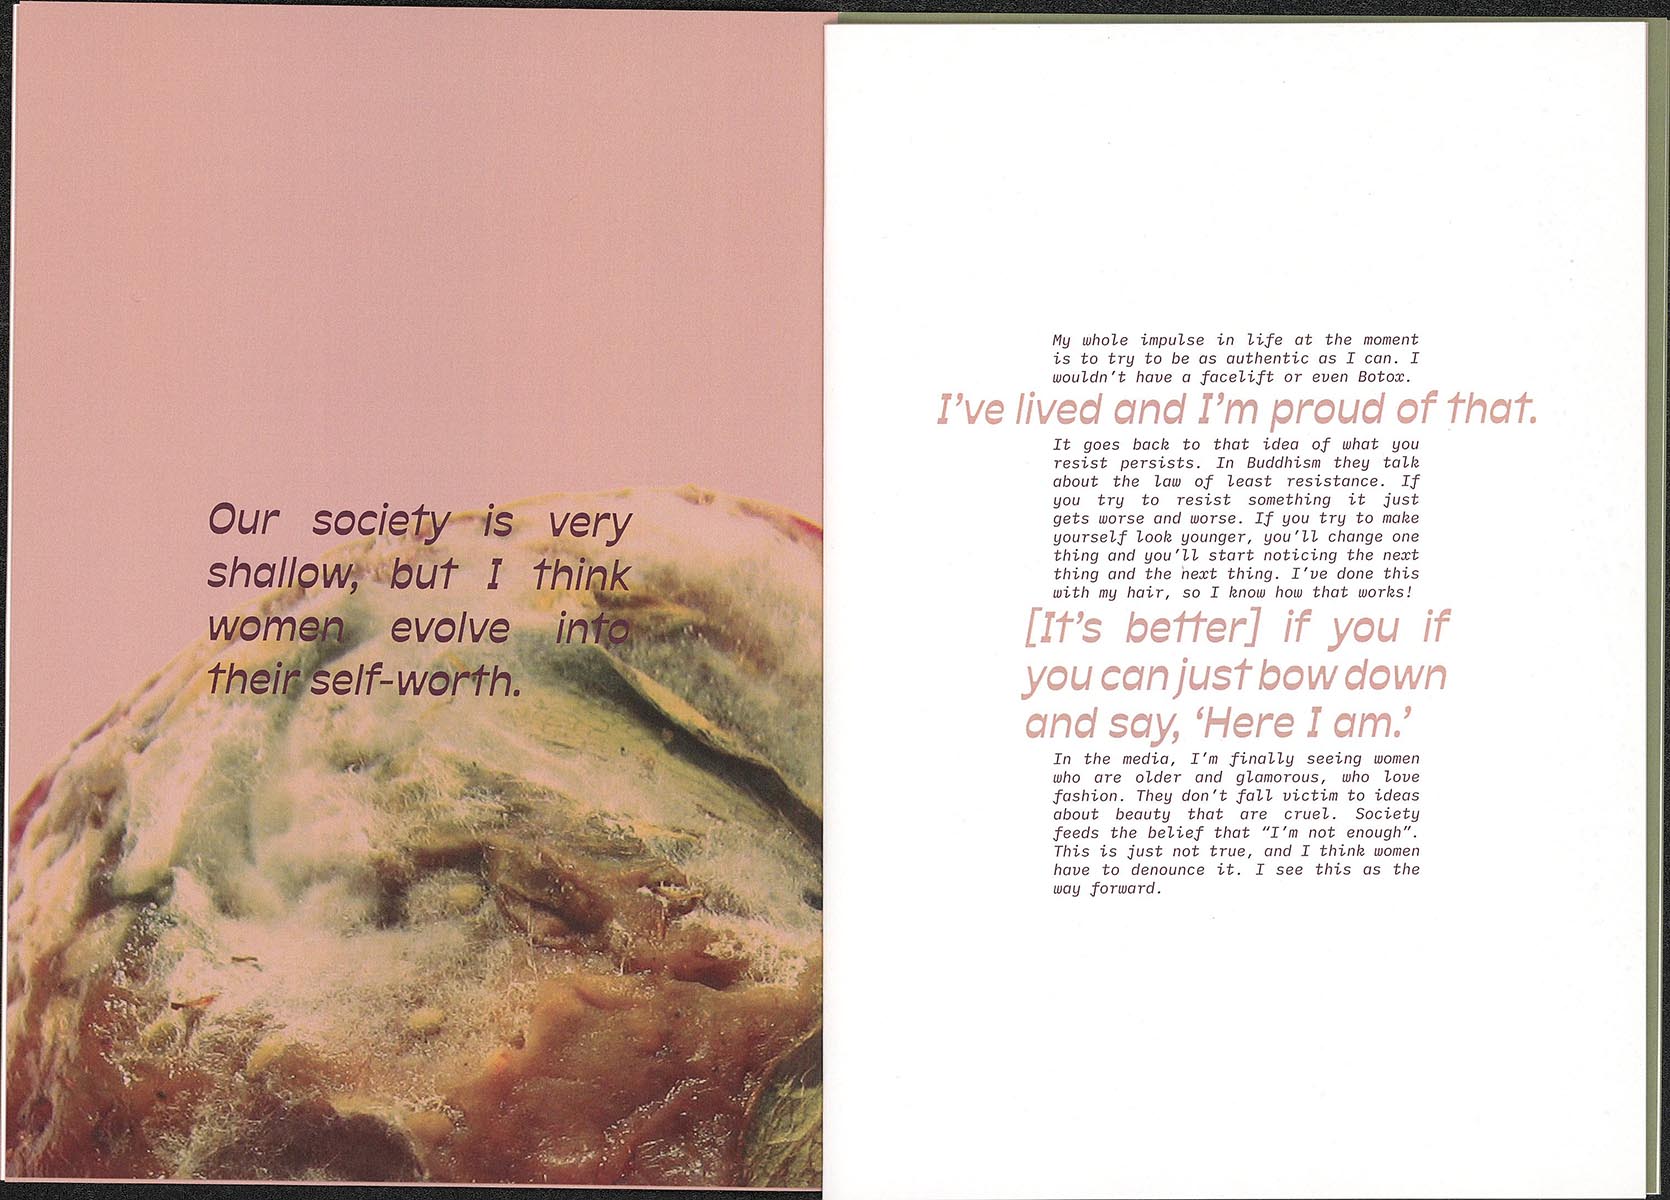 Our society is very
shallow, but I think
women evolve into
their self-worth.
My whole impulse in life at the moment
is to try to be as authentic as I can. I
wouldn't have a facelift or even Botox.
I've lived and I'm proud of that.
It goes back to that idea of what you
resist persists. In Buddhism they talk
about the law of least resistance. If
you try to resist something it just
gets worse and worse. If you try to make
yourself look younger, you'll change one
thing and you'll start noticing the next
thing and the next thing. I've done this
with my hair, so I know how that works!
[It's better] if you if
you can just bow down
and say, ‘Here I am.’
In the media, I'm finally seeing women
who are older and glamorous, who love
fashion. They don't fall victim to ideas
about beauty that are cruel. Society
feeds the belief that “I'm not enough”.
This is just not true, and I think women
have to denounce it. I see this as the
way forward.